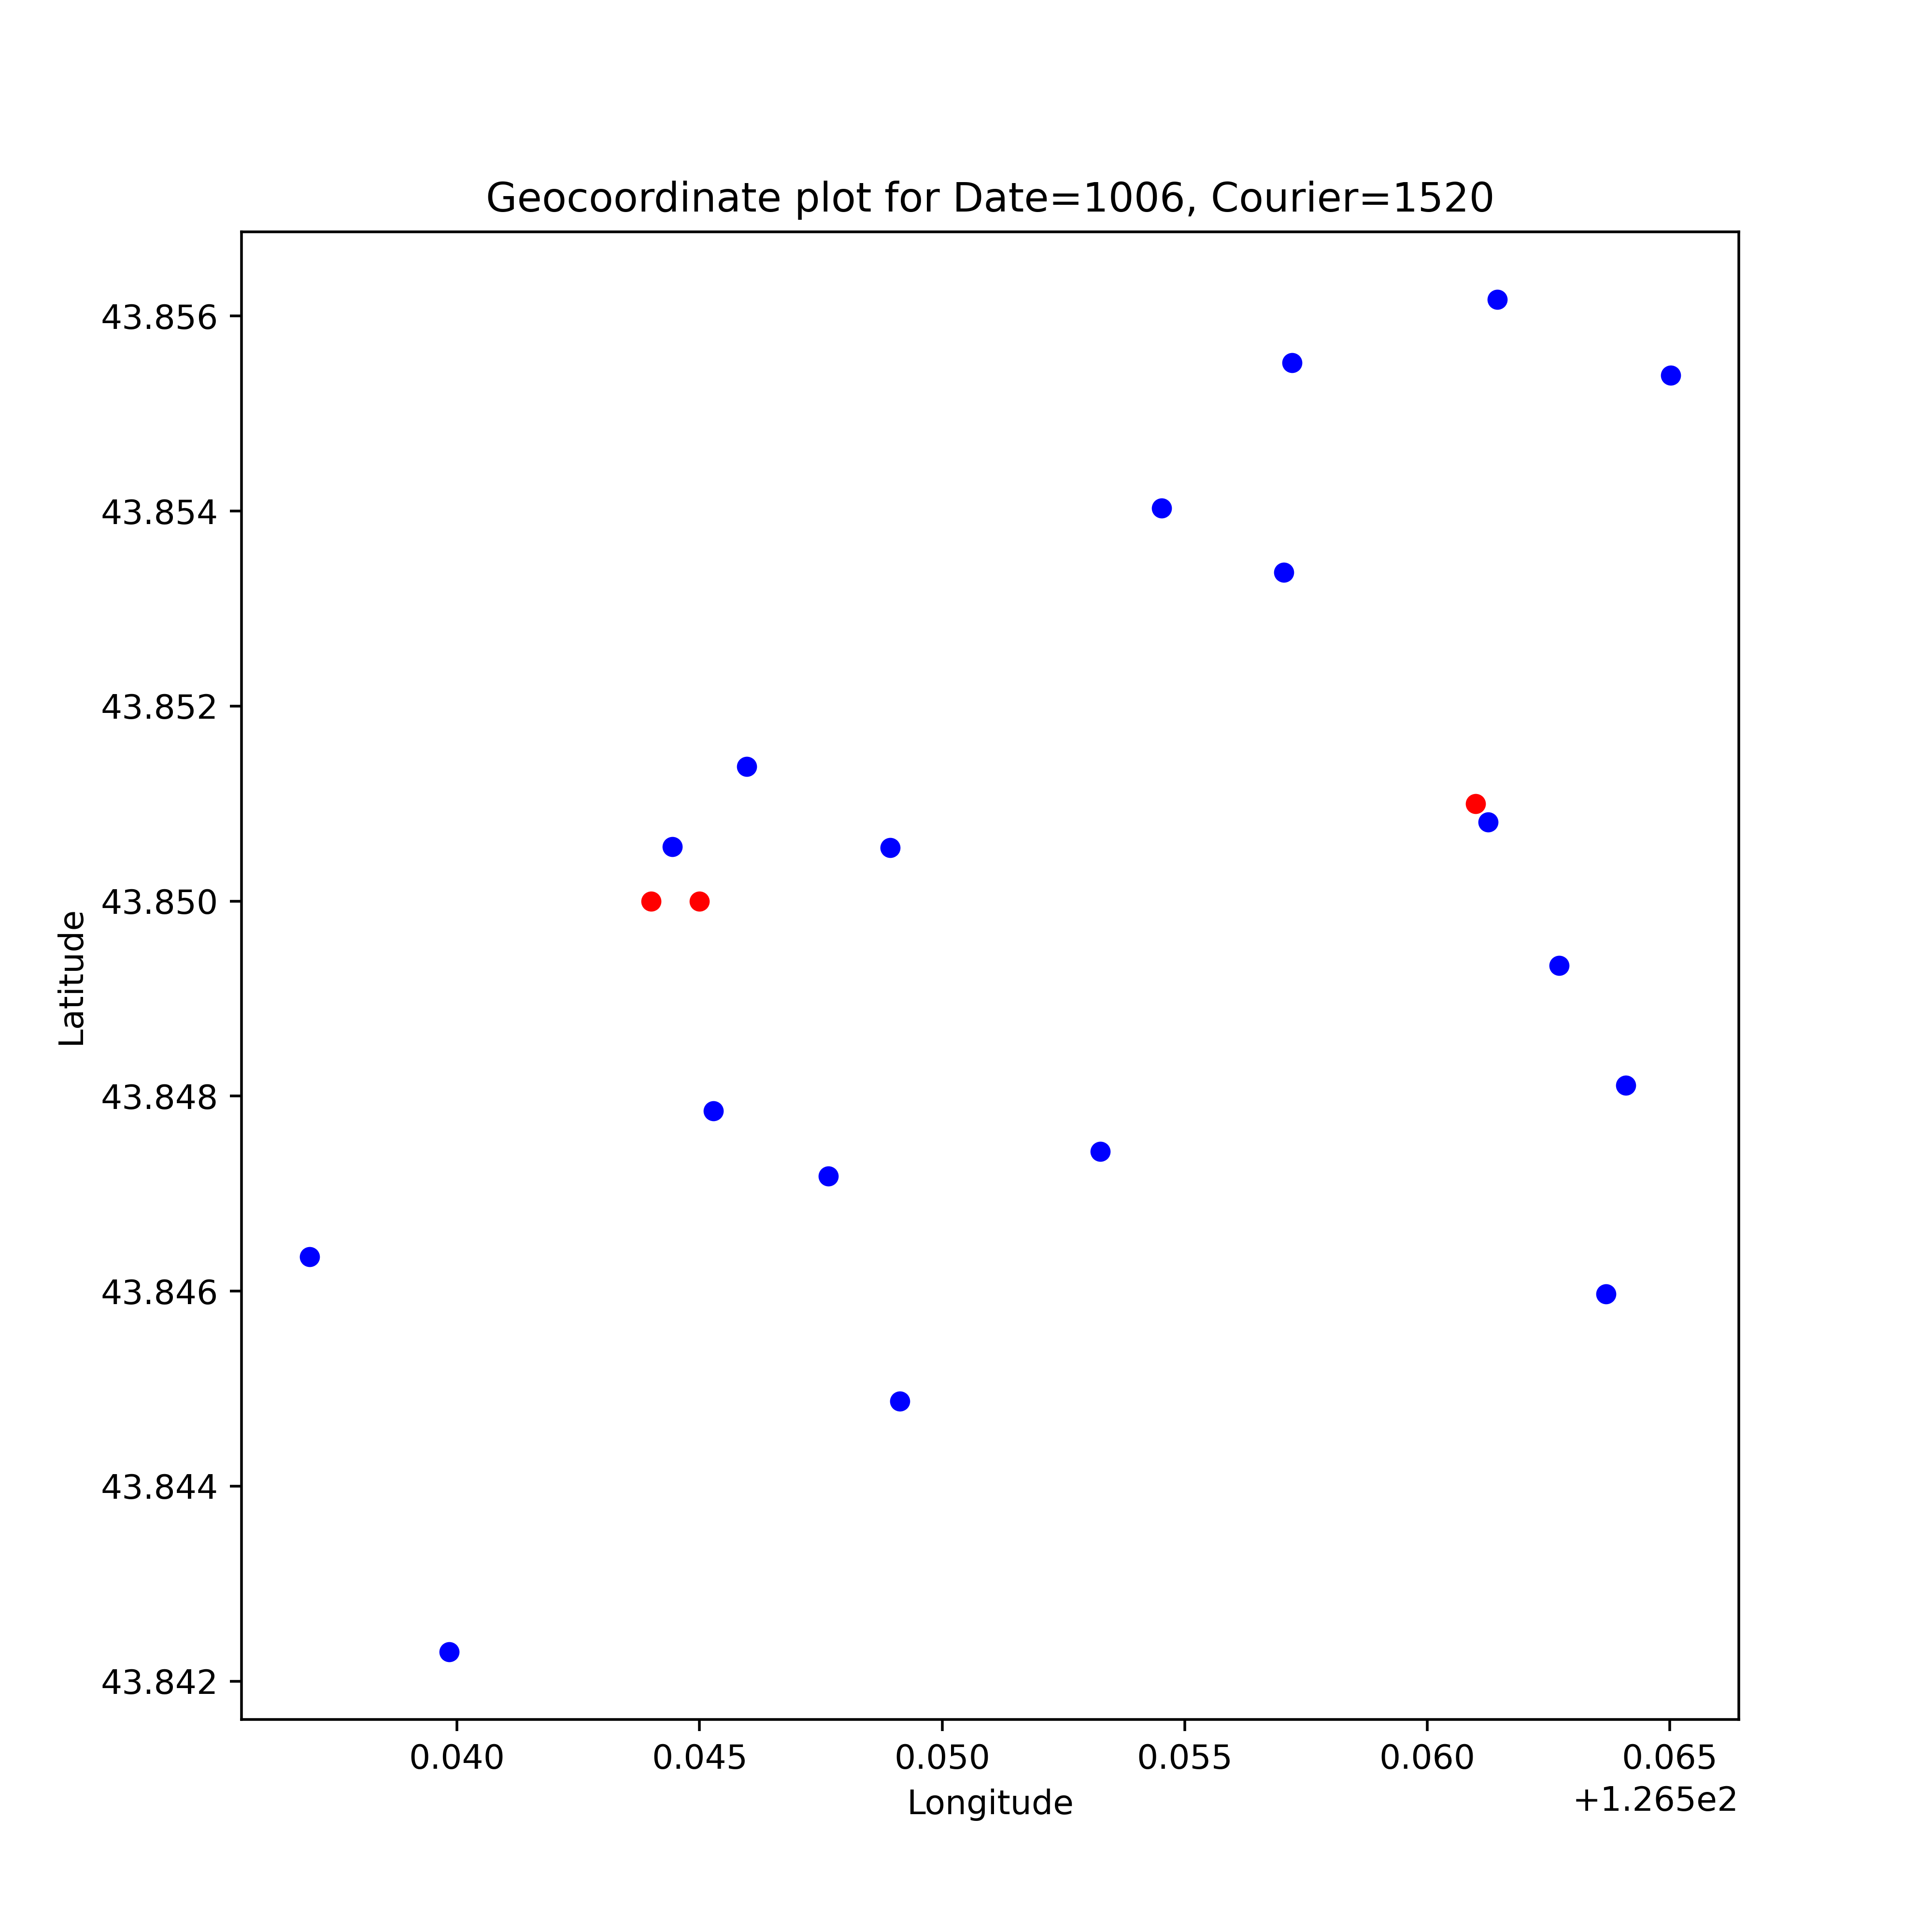 Geocoordinate plot for Date=1006, Courier=1520
43.856
43.854
43.852
43.850
43.848
43.846
43.844
43.842
Latitude
0.040 0.045 0.050 0.055 0.060 0.065
+1.265e2
Longitude